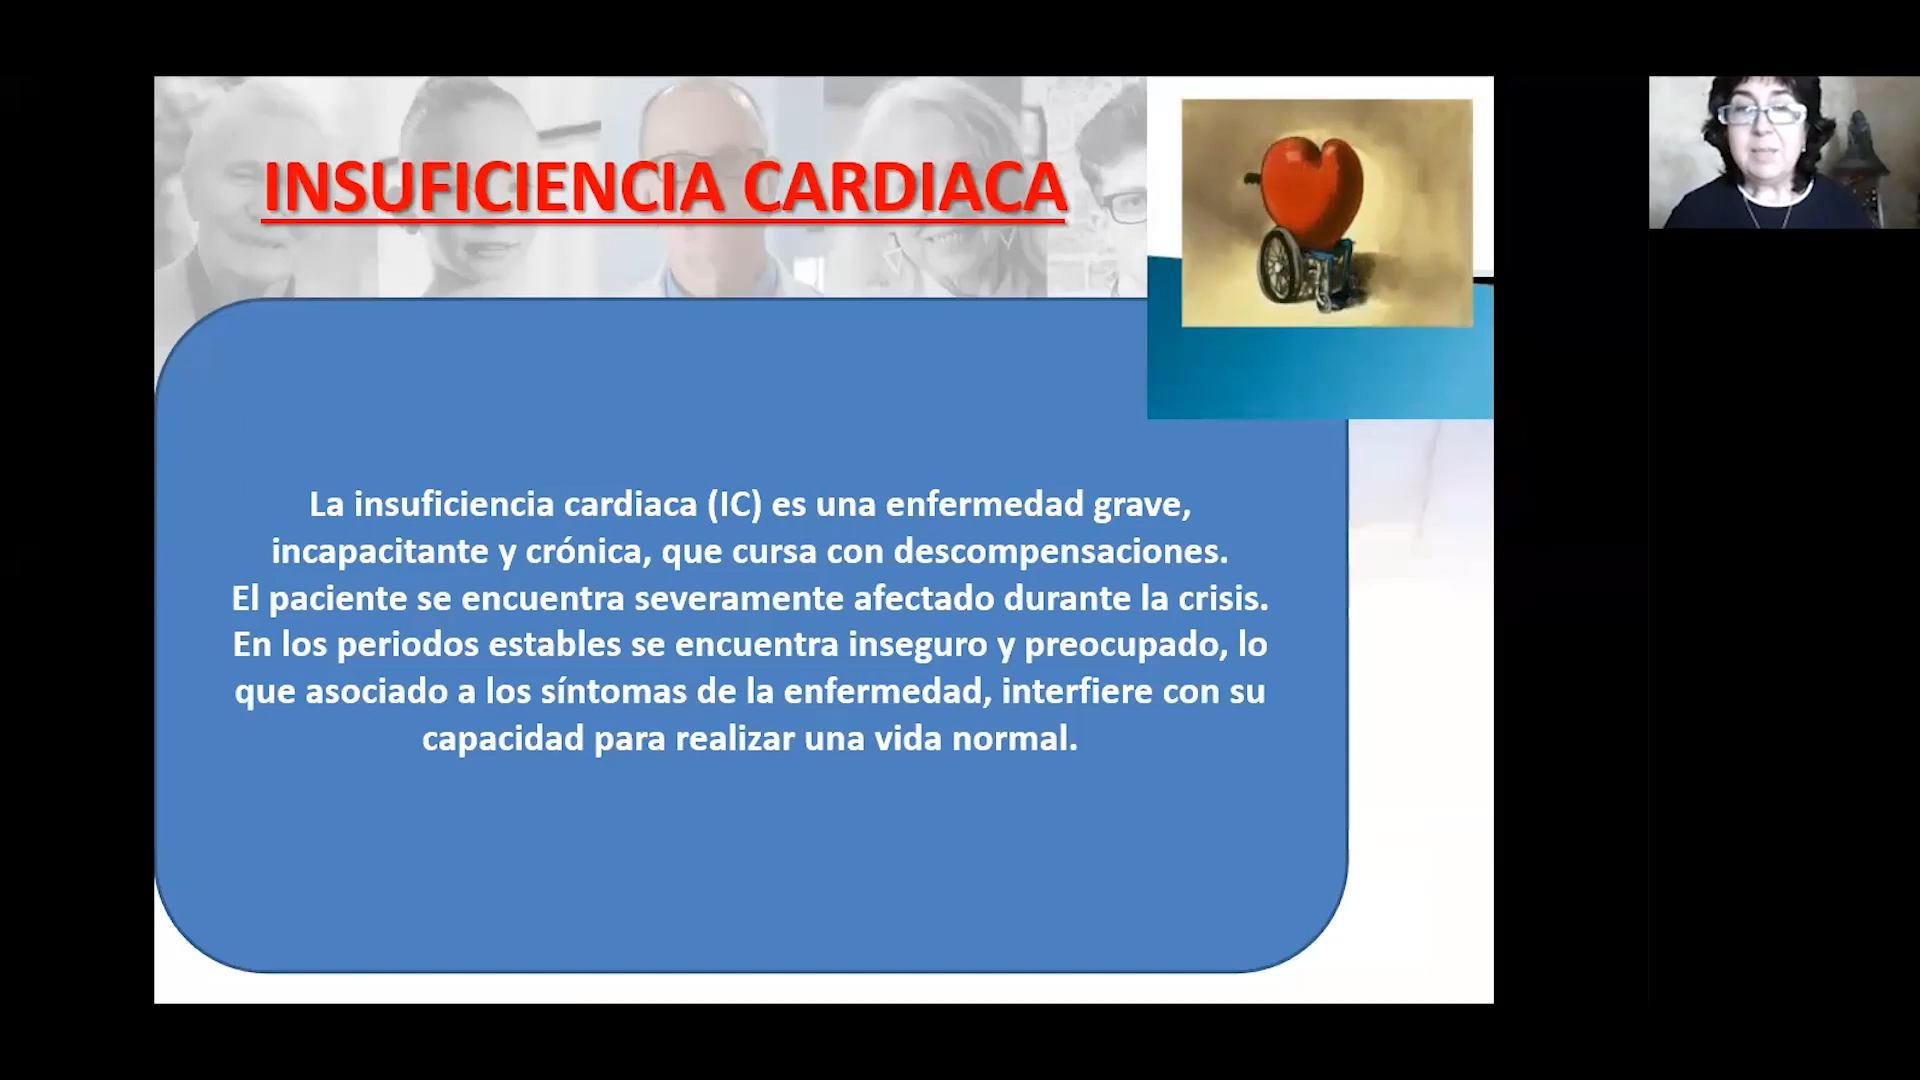 INSUFICIENCIA CARDIACA
La insuficiencia cardiaca (IC) es una enfermedad grave,
incapacitante y crónica, que cursa con descompensaciones.
El paciente se encuentra severamente afectado durante la crisis.
En los periodos estables se encuentra inseguro y preocupado, lo
que asociado a los síntomas de la enfermedad, interfiere con su
capacidad para realizar una vida normal.